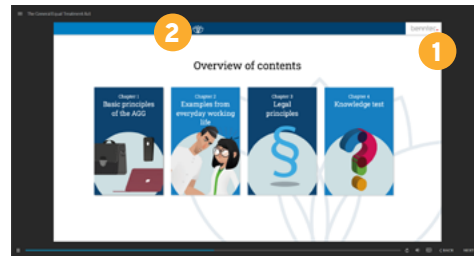 The General Equal Treatment Act
2
1
Overview of contents
Chapter 1
Basic principles
of the AGG
Chapter 2
Examples from
everyday working
life
Chapter 3
Legal
principles
Chapter 4
Knowledge test
BACK